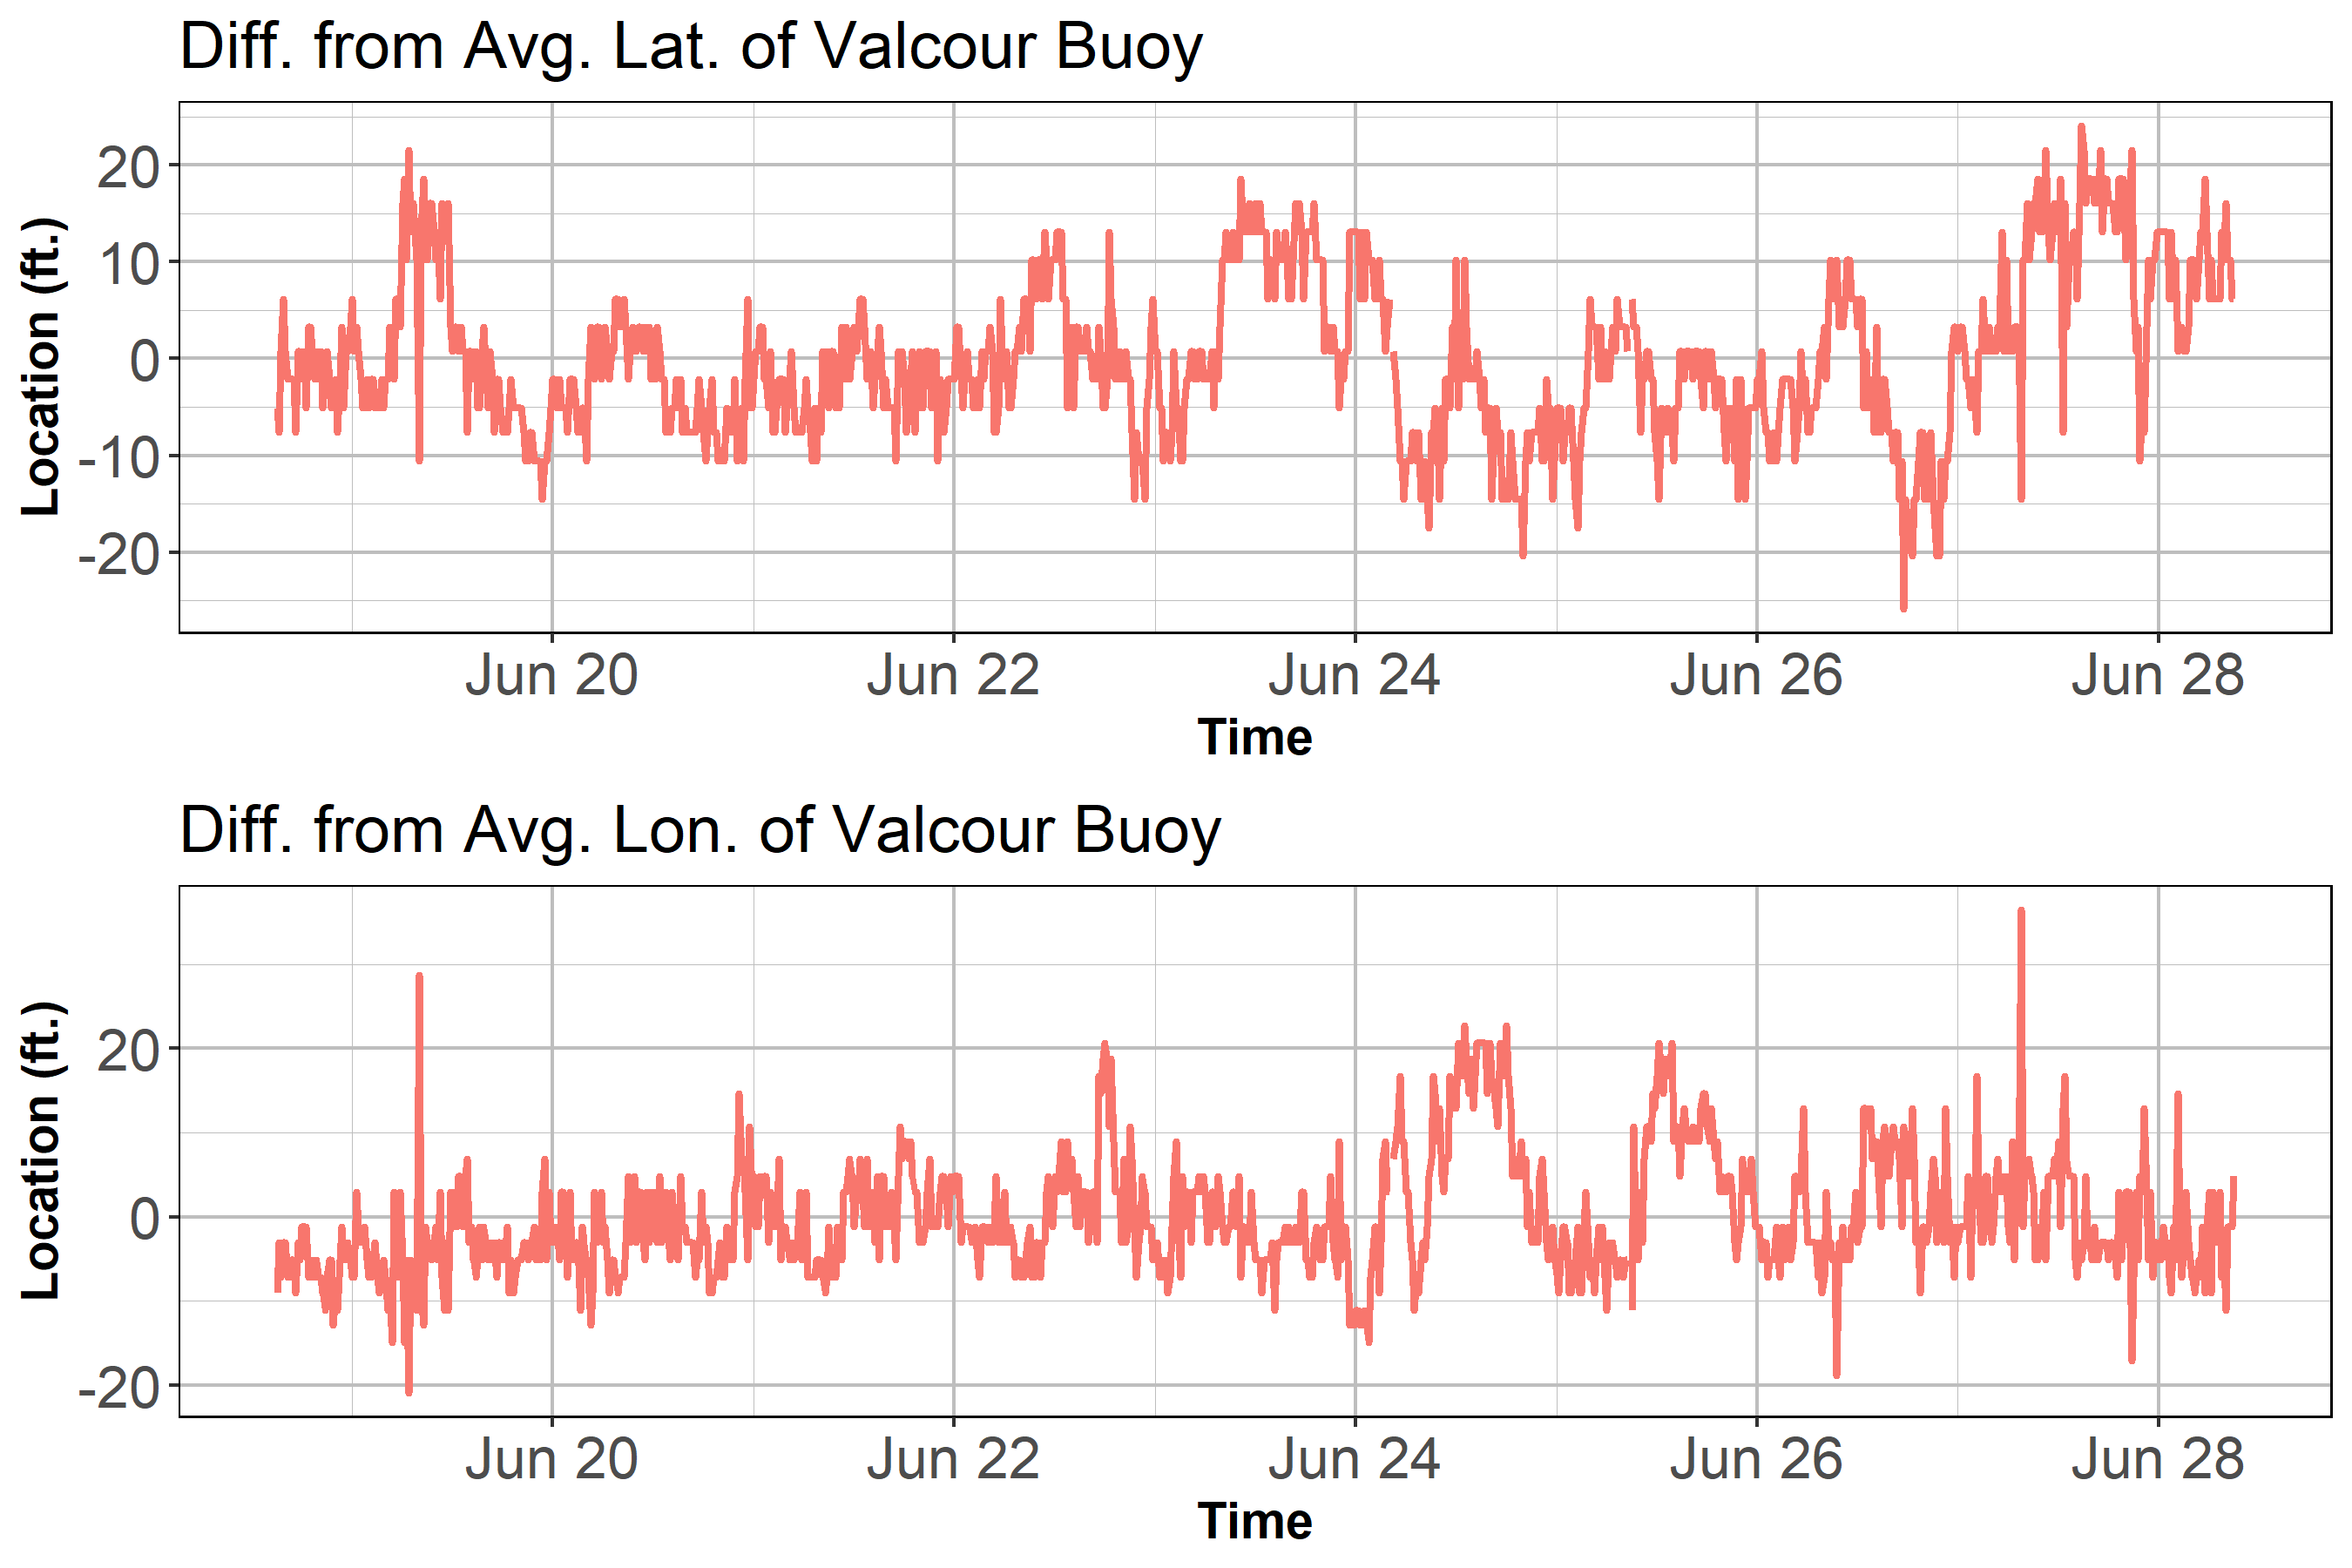 Diff. from Avg. Lat. of Valcour Buoy
Location (ft.)
20
10
0
-10
-20
Jun 20 Jun 22 Jun 24 Jun 26 Jun 28
Time
Diff. from Avg. Lon. of Valcour Buoy
Location (ft.)
20
0
-20
Jun 20 Jun 22 Jun 24 Jun 26 Jun 28
Time